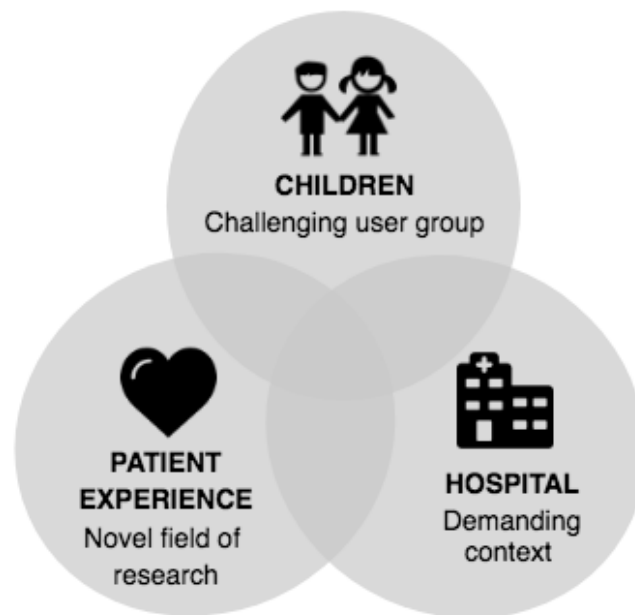 CHILDREN
Challenging user group
PATIENT
EXPERIENCE
Novel field of
research
HOSPITAL
Demanding
context